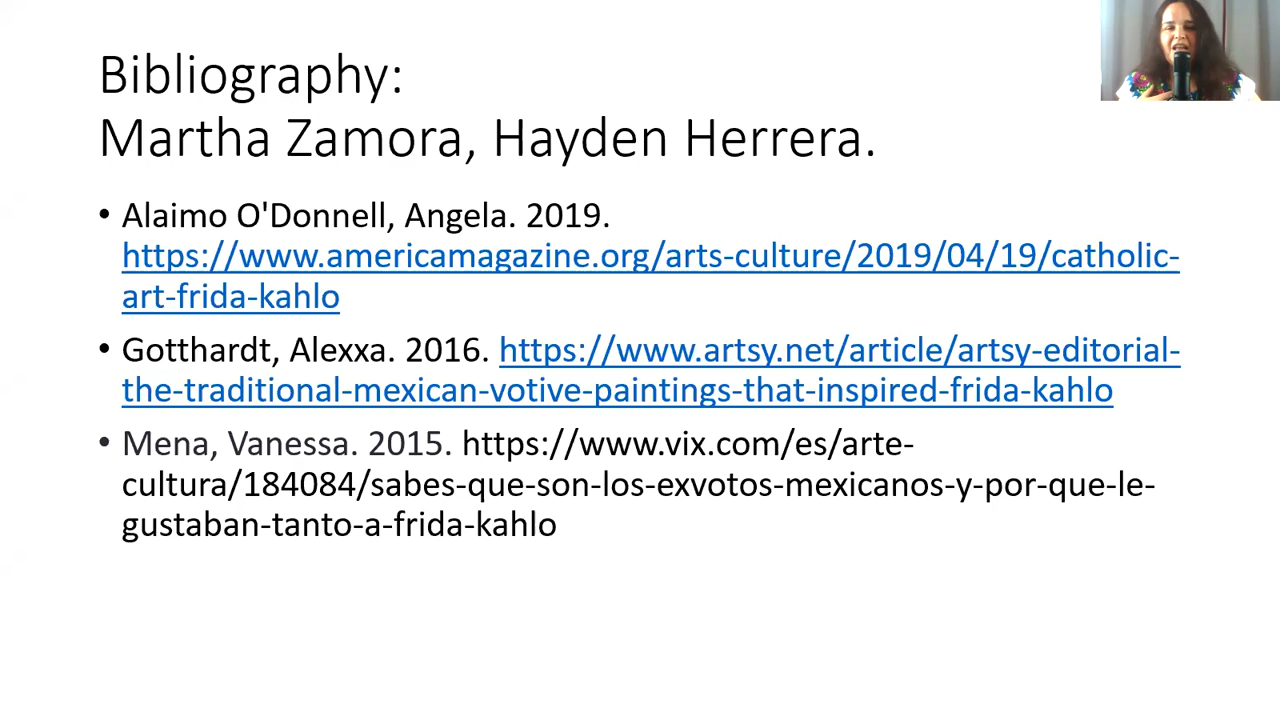 Bibliography:
Martha Zamora, Hayden Herrera.
• Alaimo O'Donnell, Angela. 2019.
https://www.americamagazine.org/arts-culture/2019/04/19/catholic-
art-frida-kahlo
• Gotthardt, Alexxa. 2016. https://www.artsy.net/article/artsy-editorial-
the-traditional-mexican-votive-paintings-that-inspired-frida-kahlo
• Mena, Vanessa. 2015. https://www.vix.com/es/arte-
cultura/184084/sabes-que-son-los-exvotos-mexicanos-y-por-que-le-
gustaban-tanto-a-frida-kahlo